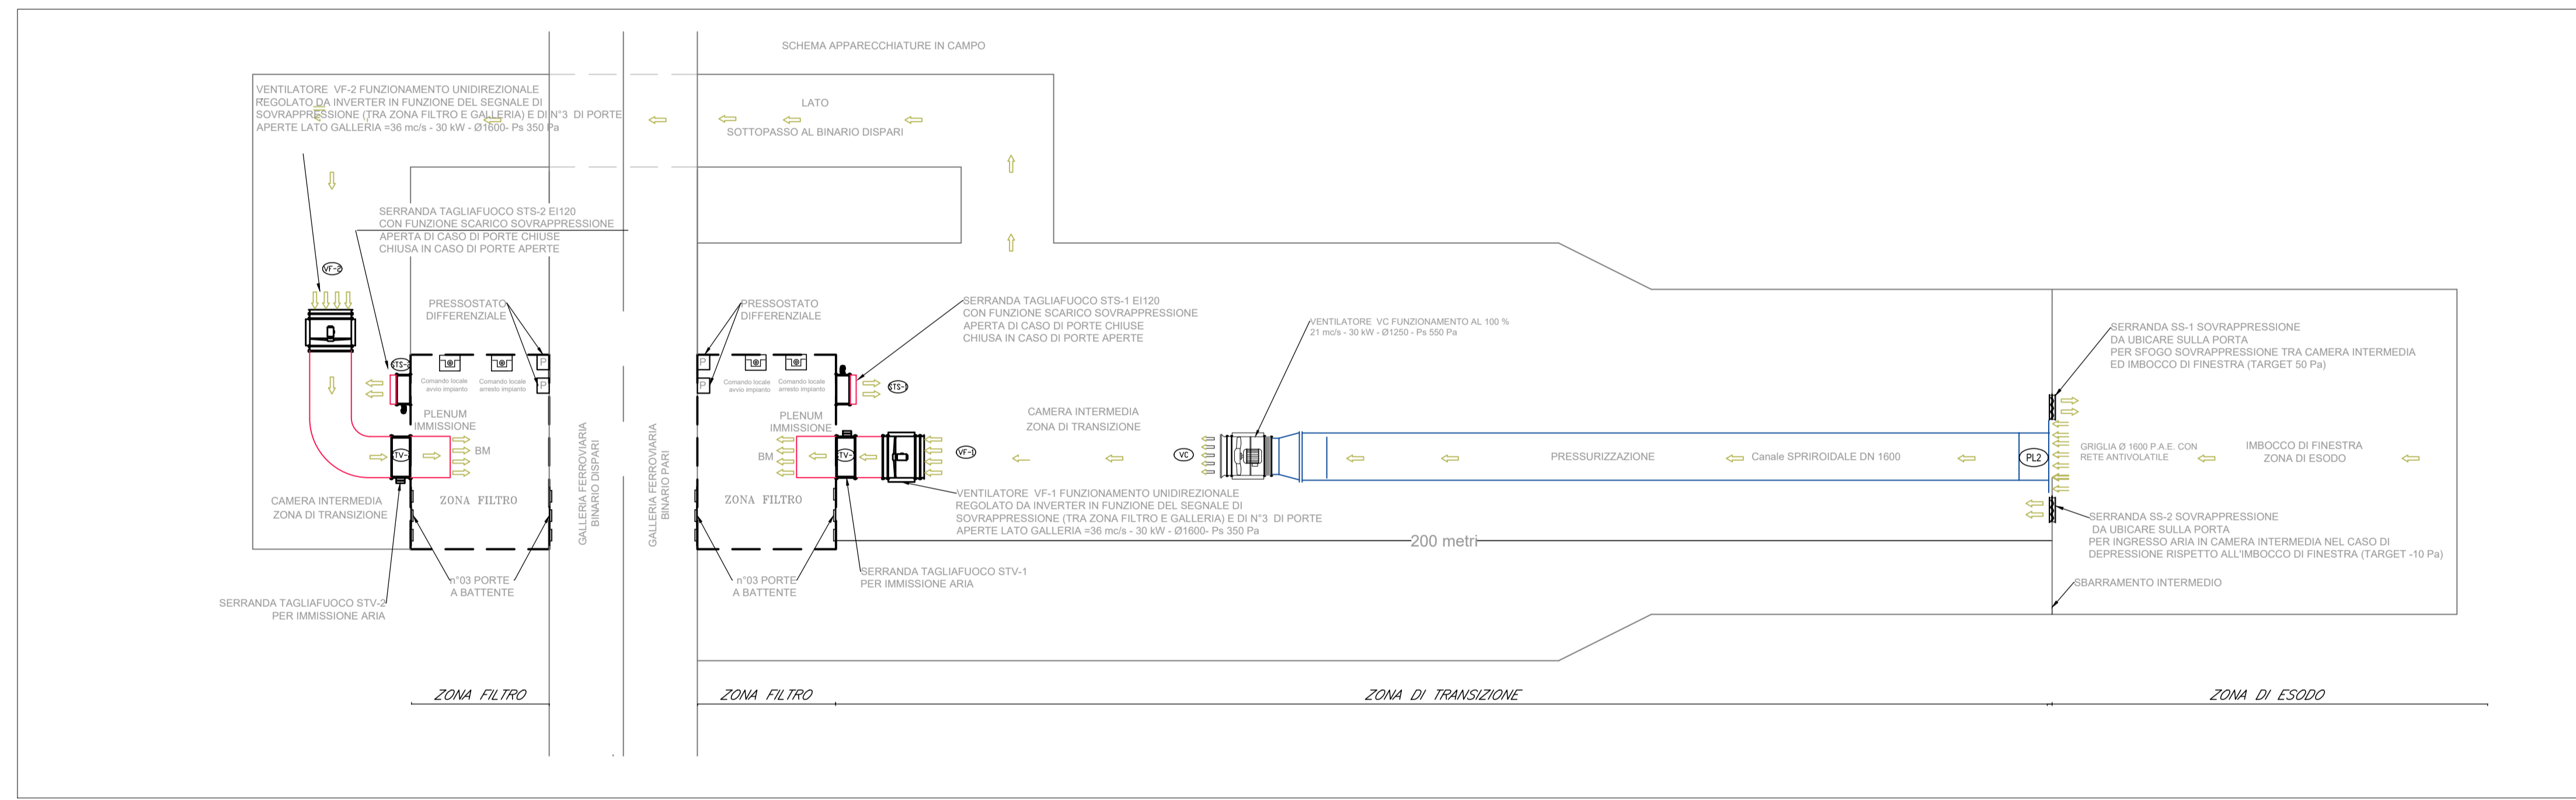 SCHEMA APPARECCHIATURE IN CAMPO
VENTILATORE VF-2 FUNZIONAMENTO UNIDIREZIONALE
REGOLATO DA INVERTER IN FUNZIONE DEL SEGNALE DI
SOVRAPPRESSIONE (TRA ZONA FILTRO E GALLERIA) E DI N°3 DI PORTE
APERTE LATO GALLERIA =36 mc/s - 30 kW - Ø1600- Ps 350 Pa
LATO
SOTTOPASSO AL BINARIO DISPARI
SERRANDA TAGLIAFUOCO STS-2 EI120
CON FUNZIONE SCARICO SOVRAPPRESSIONE
APERTA DI CASO DI PORTE CHIUSE
CHIUSA IN CASO DI PORTE APERTE
VF-2
PRESSOSTATO
DIFFERENZIALE
PRESSOSTATO
DIFFERENZIALE
SERRANDA TAGLIAFUOCO STS-1 EI120
CON FUNZIONE SCARICO SOVRAPPRESSIONE
APERTA DI CASO DI PORTE CHIUSE
CHIUSA IN CASO DI PORTE APERTE
VENTILATORE VC FUNZIONAMENTO AL 100 %
21 mc/s - 30 kW - Ø1250 - Ps 550 Pa
SERRANDA SS-1 SOVRAPPRESSIONE
DA UBICARE SULLA PORTA
PER SFOGO SOVRAPPRESSIONE TRA CAMERA INTERMEDIA
ED IMBOCCO DI FINESTRA (TARGET 50 Pa)
P
P
P
P
Comando locale
avvio impianto
Comando locale
arresto impianto
Comando locale
avvio impianto
Comando locale
arresto impianto
PLENUM
IMMISSIONE
BM
PLENUM
IMMISSIONE
BM
CAMERA INTERMEDIA
ZONA DI TRANSIZIONE
VF-1
VC
PRESSURIZZAZIONE
Canale SPRIROIDALE DN 1600
PL2
GRIGLIA Ø 1600 P.A.E. CON
RETE ANTIVOLATILE
IMBOCCO DI FINESTRA
ZONA DI ESODO
CAMERA INTERMEDIA
ZONA DI TRANSIZIONE
ZONA FILTRO
GALLERIA FERROVIARIA
BINARIO DISPARI
GALLERIA FERROVIARIA
BINARIO PARI
ZONA FILTRO
VENTILATORE VF-1 FUNZIONAMENTO UNIDIREZIONALE
REGOLATO DA INVERTER IN FUNZIONE DEL SEGNALE DI
SOVRAPPRESSIONE (TRA ZONA FILTRO E GALLERIA) E DI N°3 DI PORTE
APERTE LATO GALLERIA =36 mc/s - 30 kW - Ø1600- Ps 350 Pa
200 metri
SERRANDA SS-2 SOVRAPPRESSIONE
DA UBICARE SULLA PORTA
PER INGRESSO ARIA IN CAMERA INTERMEDIA NEL CASO DI
DEPRESSIONE RISPETTO ALL'IMBOCCO DI FINESTRA (TARGET -10 Pa)
SBARRAMENTO INTERMEDIO
n°03 PORTE
A BATTENTE
n°03 PORTE
A BATTENTE
SERRANDA TAGLIAFUOCO STV-1
PER IMMISSIONE ARIA
SERRANDA TAGLIAFUOCO STV-2
PER IMMISSIONE ARIA
ZONA FILTRO
ZONA FILTRO
ZONA DI TRANSIZIONE
ZONA DI ESODO